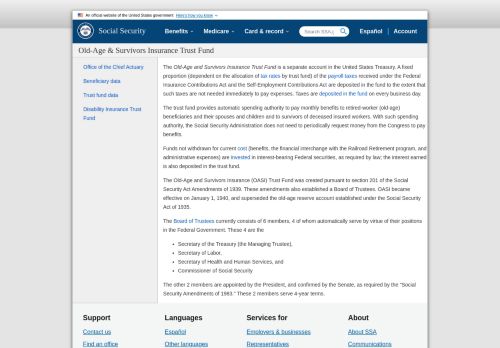 An official website of the United States government Here's how you know
Social Security
Benefits Medicare Card & record Search SSA.g Español Account
Old-Age & Survivors Insurance Trust Fund
Office of the Chief Actuary
Beneficiary data
Trust fund data
Disability Insurance Trust
Fund
The Old-Age and Survivors Insurance Trust Fund is a separate account in the United States Treasury. A fixed
proportion (dependent on the allocation of tax rates by trust fund) of the payroll taxes received under the Federal
Insurance Contributions Act and the Self-Employment Contributions Act are deposited in the fund to the extent that
such taxes are not needed immediately to pay expenses. Taxes are deposited in the fund on every business day.
The trust fund provides automatic spending authority to pay monthly benefits to retired-worker (old-age)
beneficiaries and their spouses and children and to survivors of deceased insured workers. With such spending
authority, the Social Security Administration does not need to periodically request money from the Congress to pay
benefits.
Funds not withdrawn for current cost (benefits, the financial interchange with the Railroad Retirement program, and
administrative expenses) are invested in interest-bearing Federal securities, as required by law; the interest earned
is also deposited in the trust fund.
The Old-Age and Survivors Insurance (OASI) Trust Fund was created pursuant to section 201 of the Social
Security Act Amendments of 1939. These amendments also established a Board of Trustees. OASI became
effective on January 1, 1940, and superseded the old-age reserve account established under the Social Security
Act of 1935.
The Board of Trustees currently consists of 6 members, 4 of whom automatically serve by virtue of their positions
in the Federal Government. These 4 are the
• Secretary of the Treasury (the Managing Trustee),
• Secretary of Labor,
• Secretary of Health and Human Services, and
• Commissioner of Social Security
The other 2 members are appointed by the President, and confirmed by the Senate, as required by the "Social
Security Amendments of 1983." These 2 members serve 4-year terms.
Support Languages Services for About
Contact us Español Employers & businesses About SSA
Find an office Other languages Representatives Communications